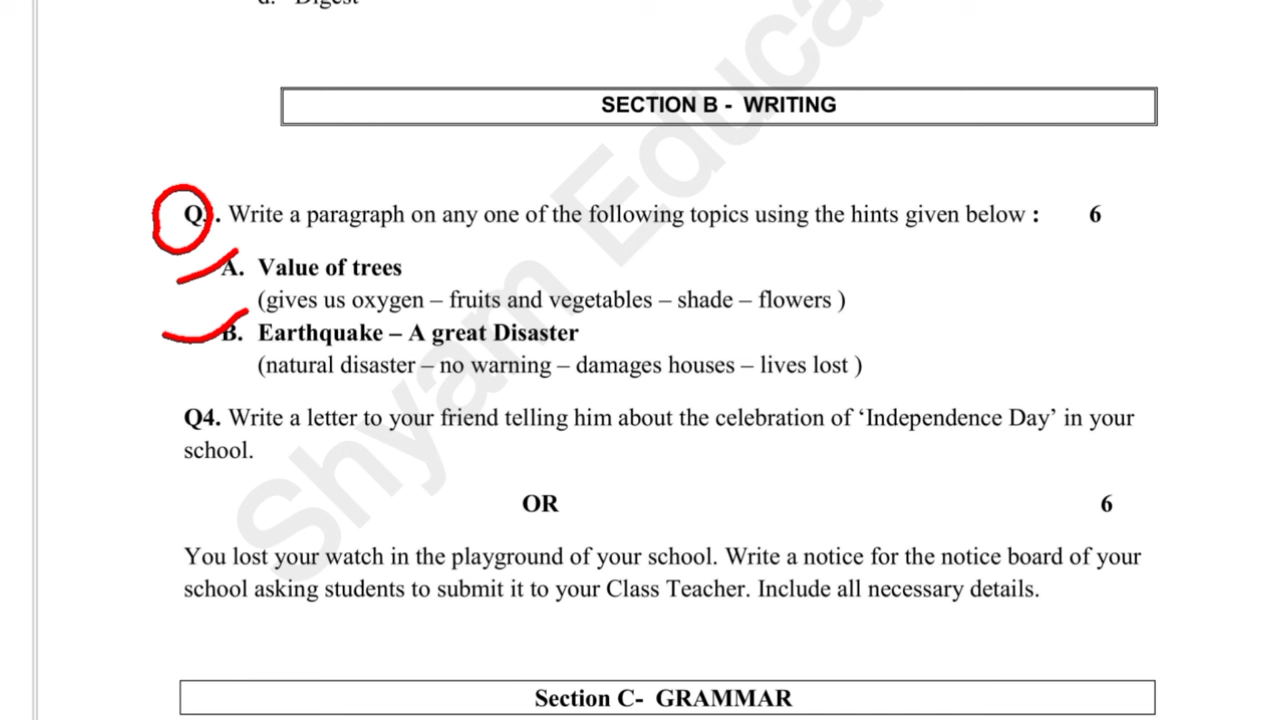 d. Digest
SECTION B - WRITING
Q3. Write a paragraph on any one of the following topics using the hints given below : 6
A. Value of trees
(gives us oxygen – fruits and vegetables – shade – flowers )
B. Earthquake – A great Disaster
(natural disaster – no warning – damages houses – lives lost )
Q4. Write a letter to your friend telling him about the celebration of ‘Independence Day’ in your
school.
OR 6
You lost your watch in the playground of your school. Write a notice for the notice board of your
school asking students to submit it to your Class Teacher. Include all necessary details.
Section C- GRAMMAR
Shyam Educa